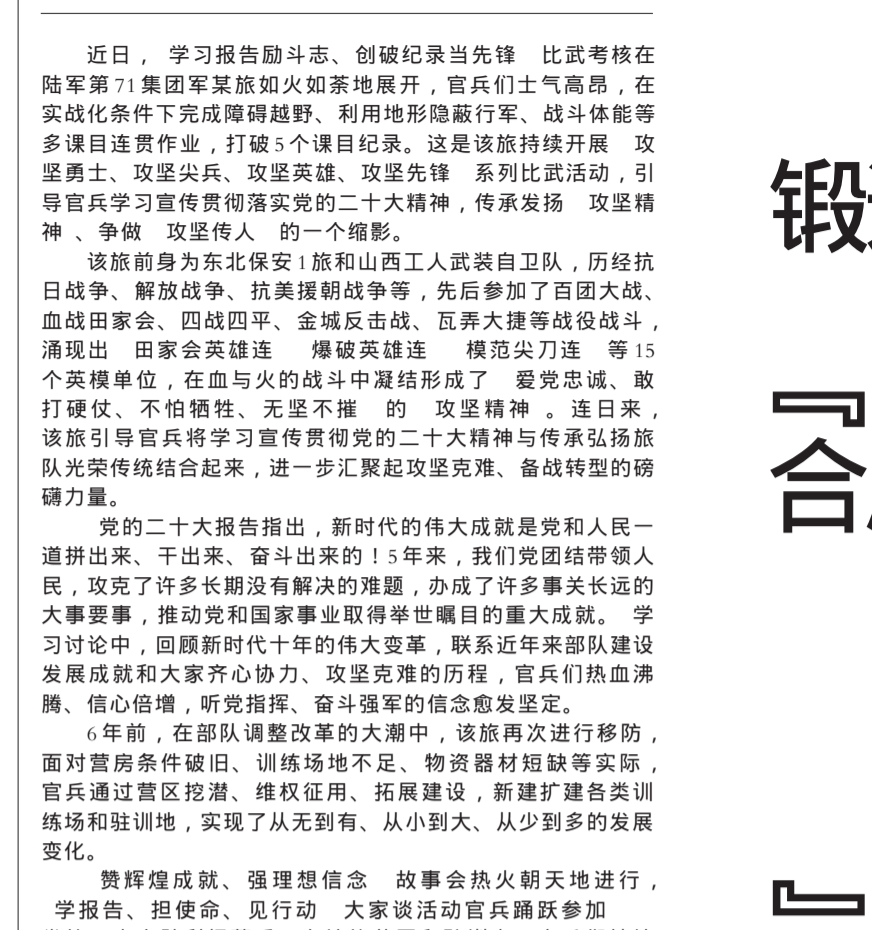 近日， 学习报告励斗志、创破纪录当先锋 比武考核在
陆军第71集团军某旅如火如荼地展开，官兵们士气高昂，在
实战化条件下完成障碍越野、利用地形隐蔽行军、战斗体能等
多课目连贯作业，打破5个课目纪录。这是该旅持续开展 攻
坚勇士、攻坚尖兵、攻坚英雄、攻坚先锋 系列比武活动，引
导官兵学习宣传贯彻落实党的二十大精神，传承发扬 攻坚精
神 、争做 攻坚传人 的一个缩影。
该旅前身为东北保安1旅和山西工人武装自卫队，历经抗
日战争、解放战争、抗美援朝战争等，先后参加了百团大战、
血战田家会、四战四平、金城反击战、瓦弄大捷等战役战斗，
涌现出 田家会英雄连 爆破英雄连 模范尖刀连 等15
个英模单位，在血与火的战斗中凝结形成了 爱党忠诚、敢
打硬仗、不怕牺牲、无坚不摧 的 攻坚精神 。连日来，
该旅引导官兵将学习宣传贯彻党的二十大精神与传承弘扬旅
队光荣传统结合起来，进一步汇聚起攻坚克难、备战转型的磅
礴力量。
党的二十大报告指出，新时代的伟大成就是党和人民一
道拼出来、干出来、奋斗出来的！5年来，我们党团结带领人
民，攻克了许多长期没有解决的难题，办成了许多事关长远的
大事要事，推动党和国家事业取得举世瞩目的重大成就。 学
习讨论中，回顾新时代十年的伟大变革，联系近年来部队建设
发展成就和大家齐心协力、攻坚克难的历程，官兵们热血沸
腾、信心倍增，听党指挥、奋斗强军的信念愈发坚定。
6年前，在部队调整改革的大潮中，该旅再次进行移防，
面对营房条件破旧、训练场地不足、物资器材短缺等实际，
官兵通过营区挖潜、维权征用、拓展建设，新建扩建各类训
练场和驻训地，实现了从无到有、从小到大、从少到多的发展
变化。
赞辉煌成就、强理想信念 故事会热火朝天地进行，
学报告、担使命、见行动 大家谈活动官兵踊跃参加
锻
『
合
』